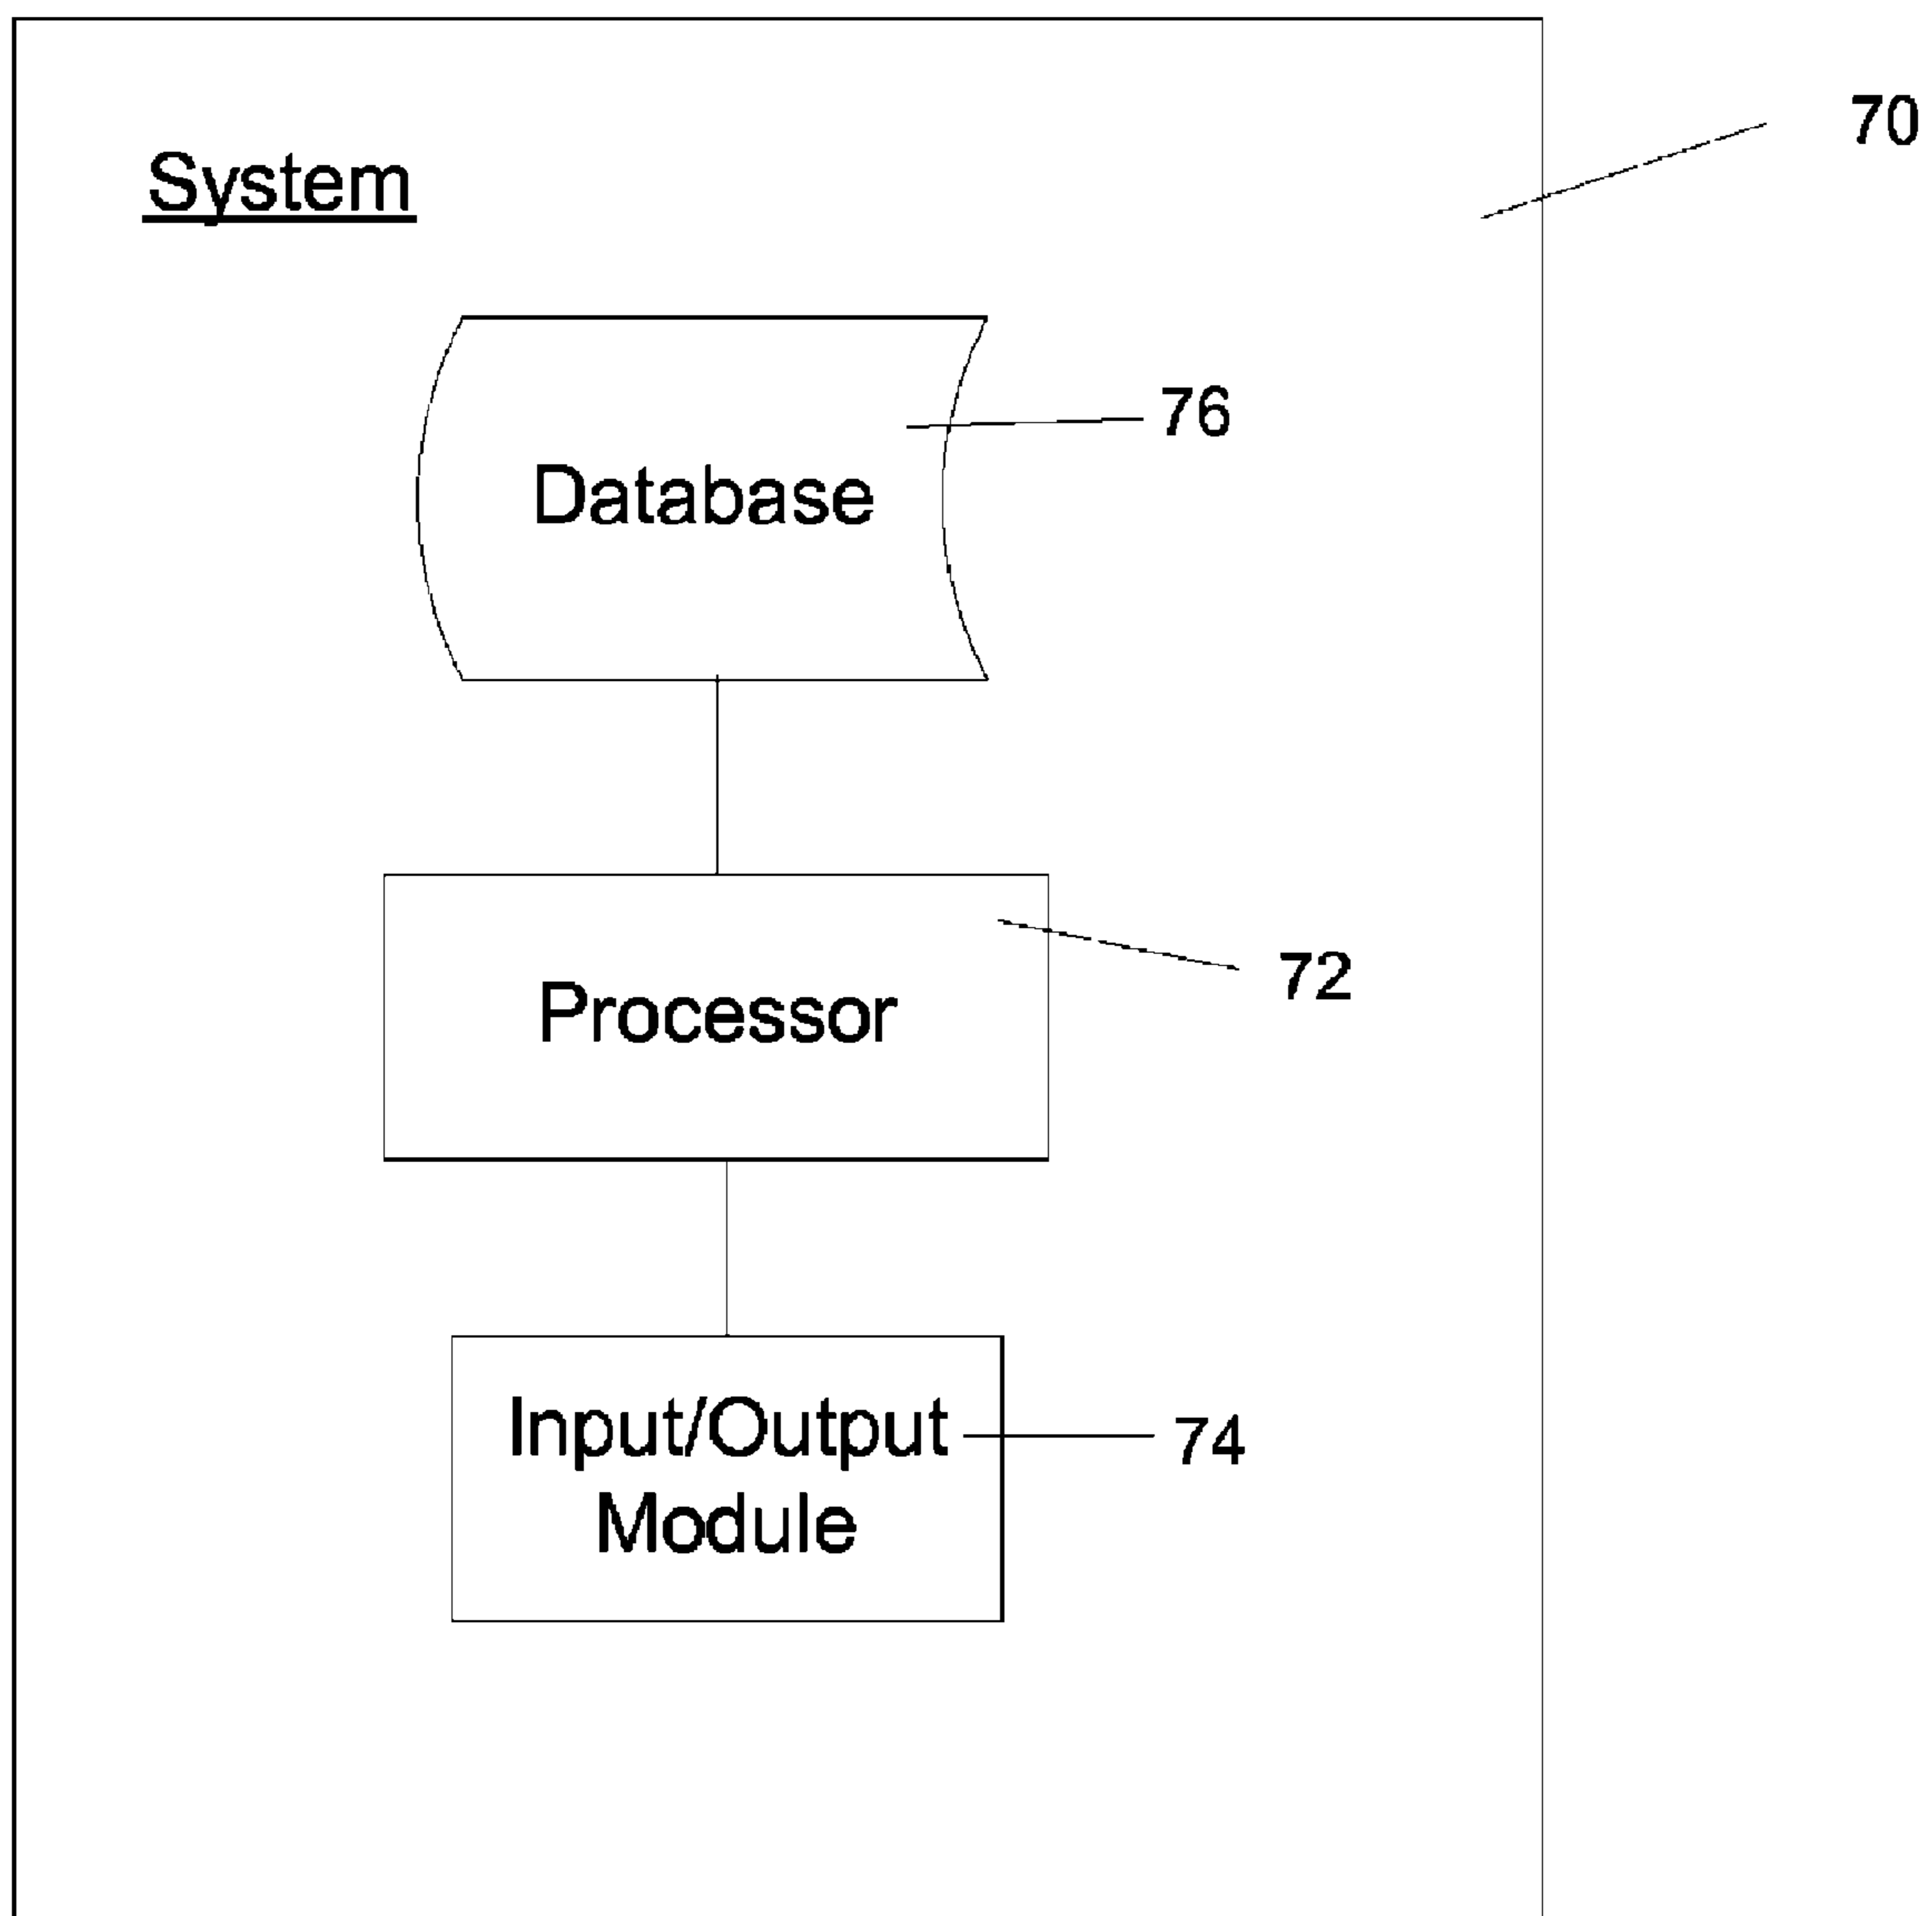 70
System
76
Database
Processor
72
Input/Output
Module
74